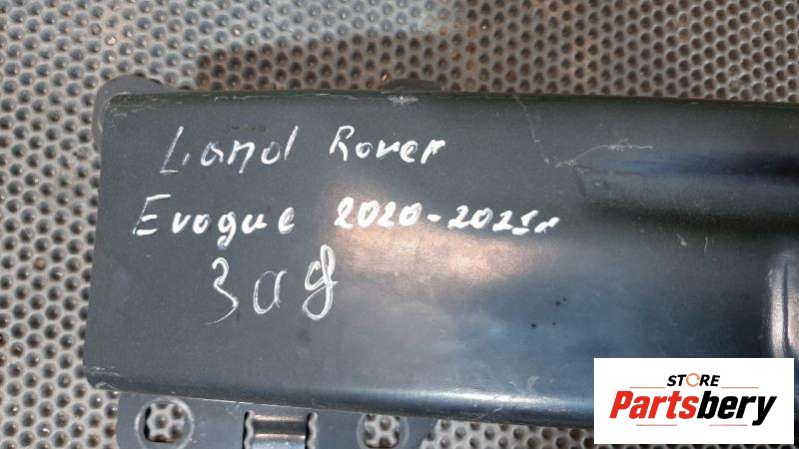 Land Rover
Evogue 2020-2021г
Зад
STORE
Partsbery